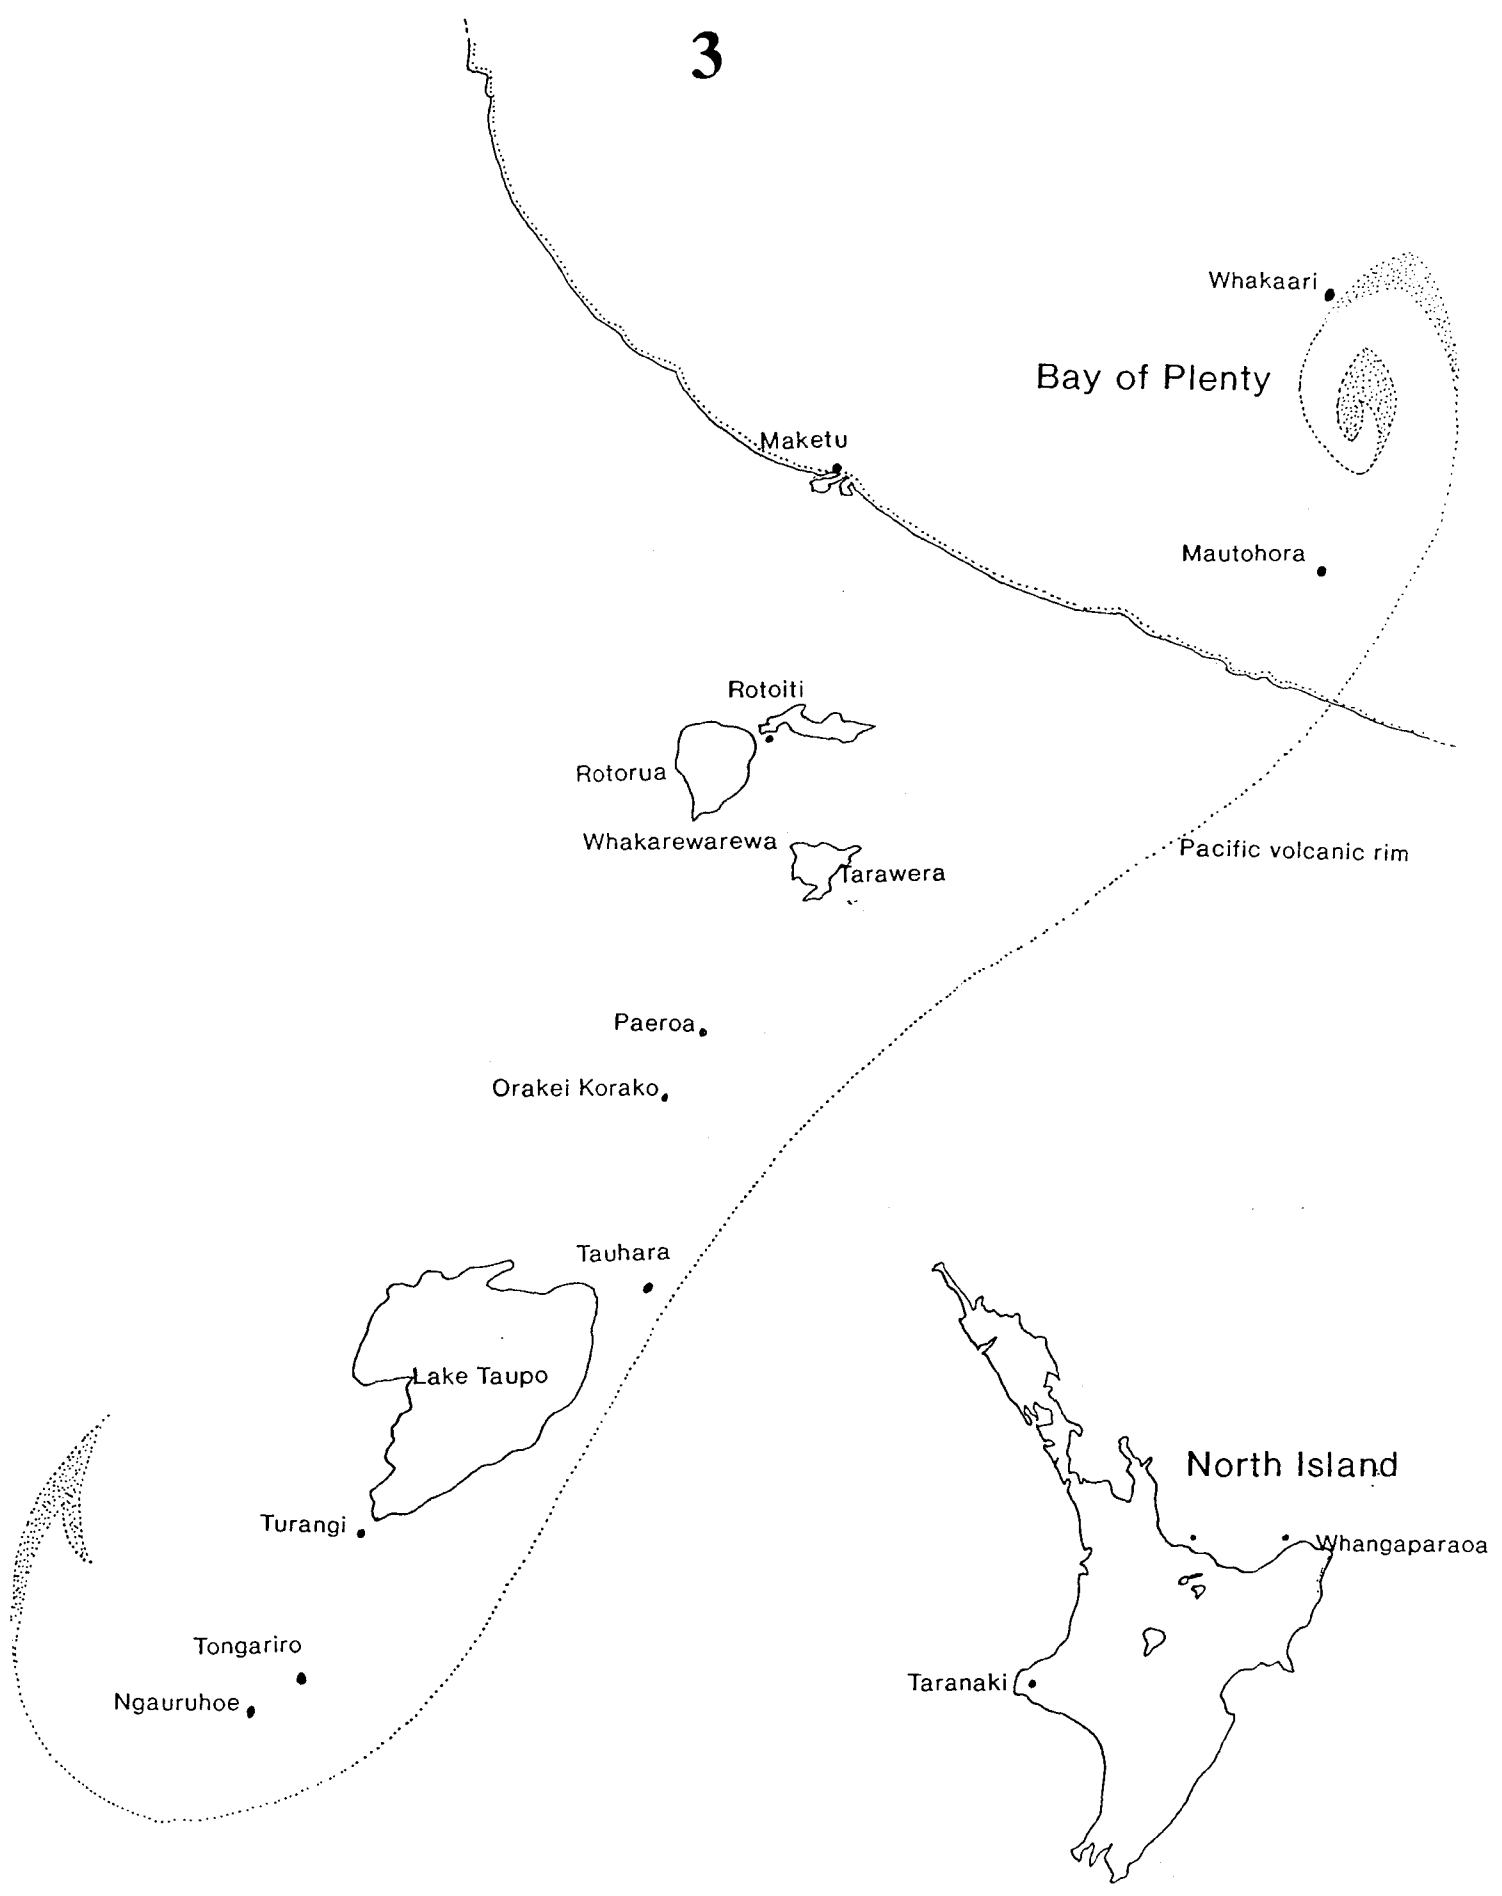 3
Whakaari
Bay of Plenty
Maketu
Mautohora
Rotoiti
Rotorua
Whakarewarewa
Pacific volcanic rim
Tarawera
Paeroa
Orakei Korako
Tauhara
Lake Taupo
North Island
Turangi
Whangaparaoa
Tongariro
Taranaki
Ngauruhoe